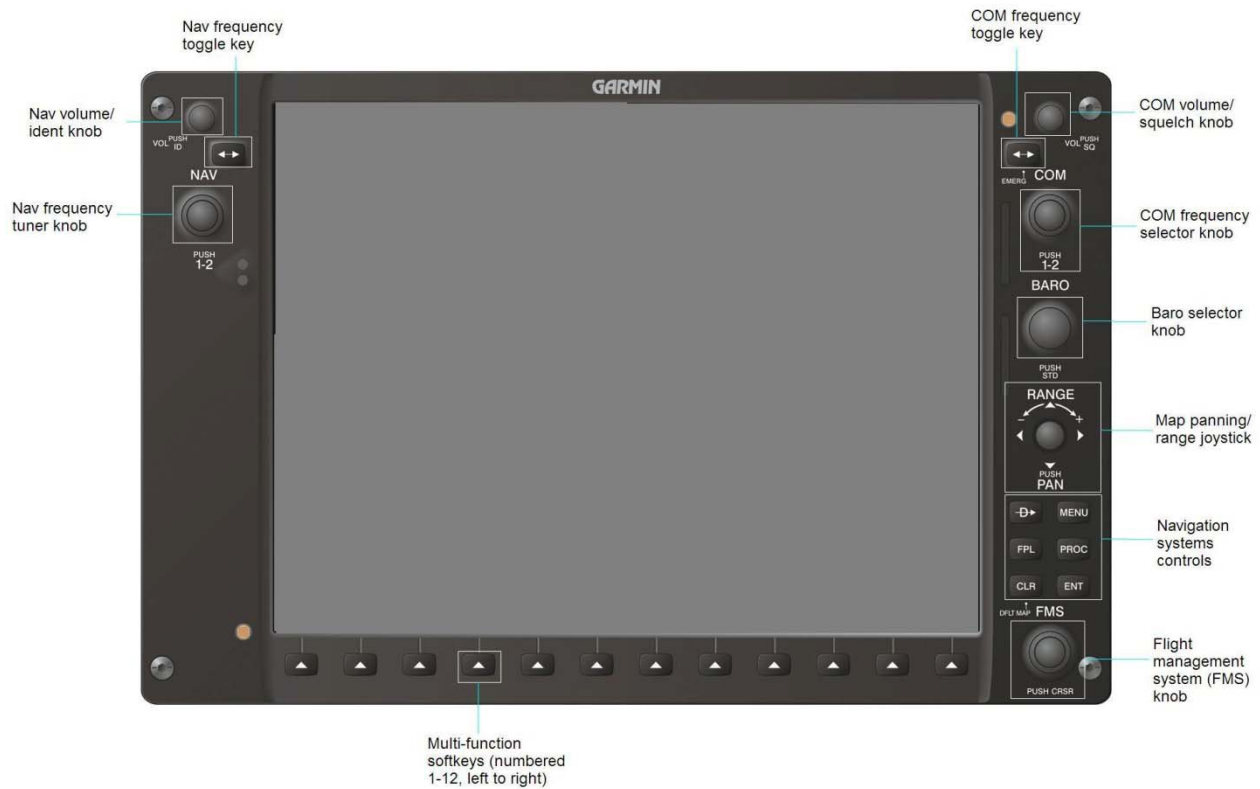 Nav frequency
toggle key
COM frequency
toggle key
Nav volume/
ident knob
COM volume/
squelch knob
GARMIN
VOL PUSH
ID
VOL PUSH
SQ
NAV
EMERG
COM
Nav frequency
tuner knob
COM frequency
selector knob
PUSH
1-2
PUSH
1-2
BARO
Baro selector
knob
PUSH
STD
RANGE
- +
Map panning/
range joystick
PUSH
PAN
D MENU
FPL PROC
CLR ENT
Navigation
systems
controls
DFLT MAP FMS
Flight
management
system (FMS)
knob
PUSH CRSR
Multi-function
softkeys (numbered
1-12, left to right)